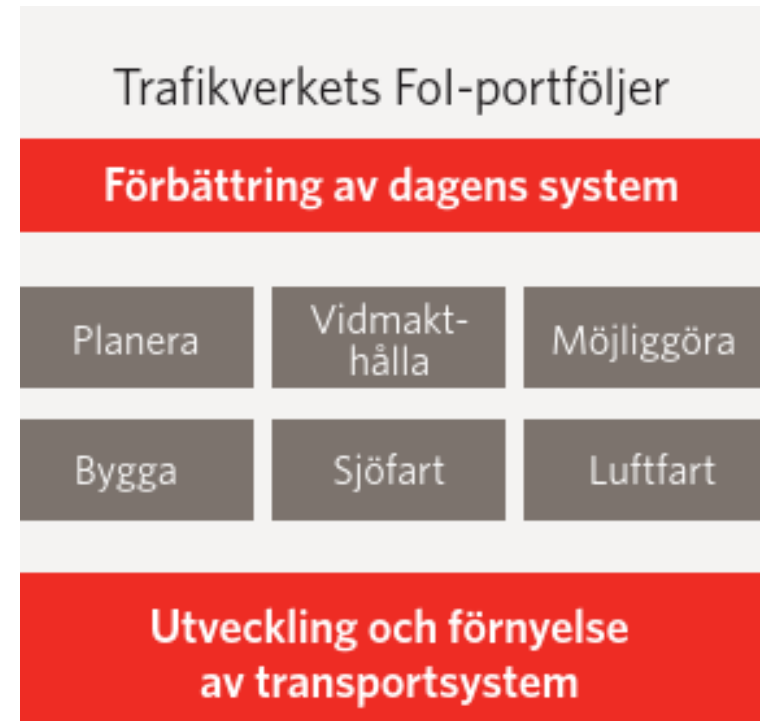 Trafikverkets FoI-portföljer
Förbättring av dagens system
Planera
Vidmakt-
hålla
Möjliggöra
Bygga
Sjöfart
Luftfart
Utveckling och förnyelse
av transportsystem